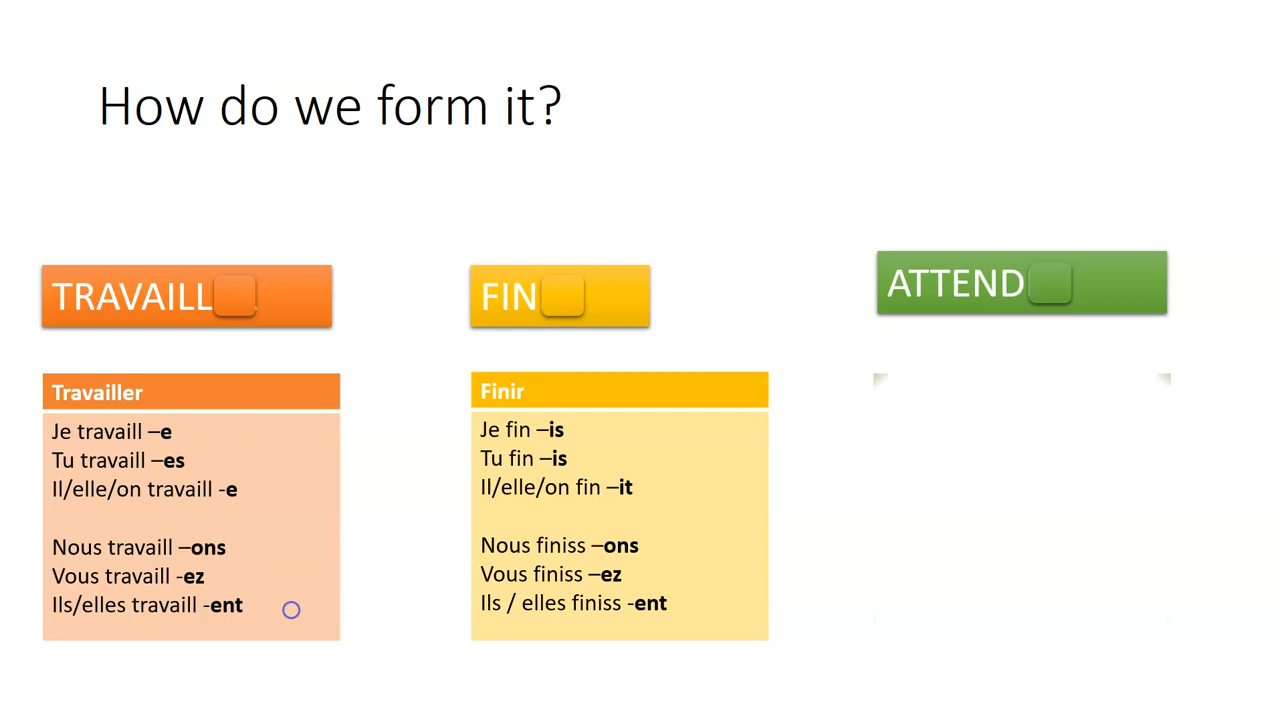 How do we form it?
TRAVAILL
FIN
ATTEND
Travailler
Je travaill –e
Tu travaill –es
Il/elle/on travaill -e
Nous travaill –ons
Vous travaill -ez
Ils/elles travaill -ent
Finir
Je fin –is
Tu fin –is
Il/elle/on fin –it
Nous finiss –ons
Vous finiss –ez
Ils / elles finiss -ent